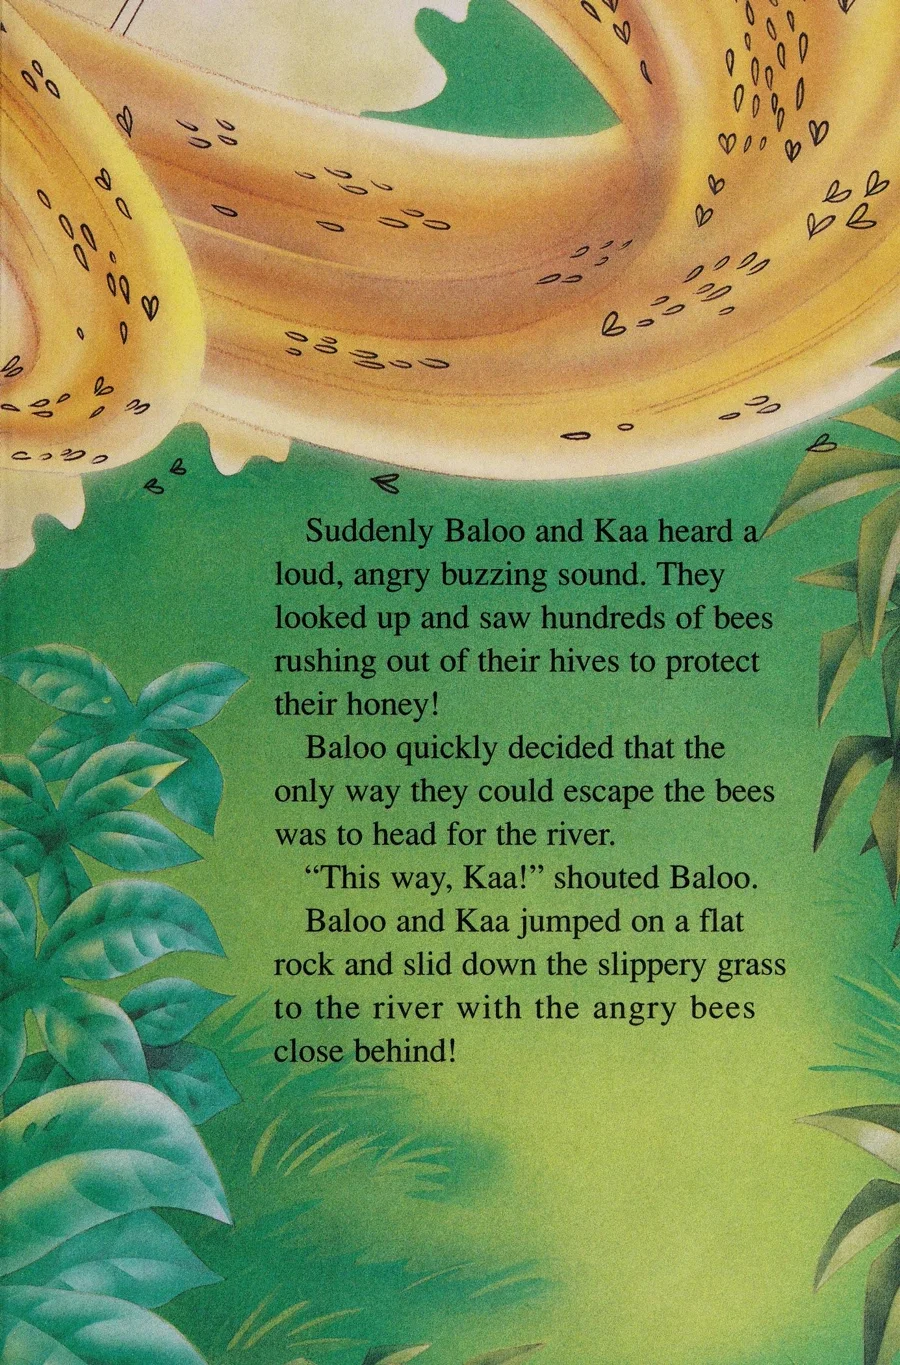 Suddenly Baloo and Kaa heard a
loud, angry buzzing sound. They
looked up and saw hundreds of bees
rushing out of their hives to protect
their honey!
Baloo quickly decided that the
only way they could escape the bees
was to head for the river.
“This way, Kaa!” shouted Baloo.
Baloo and Kaa jumped on a flat
rock and slid down the slippery grass
to the river with the angry bees
close behind!